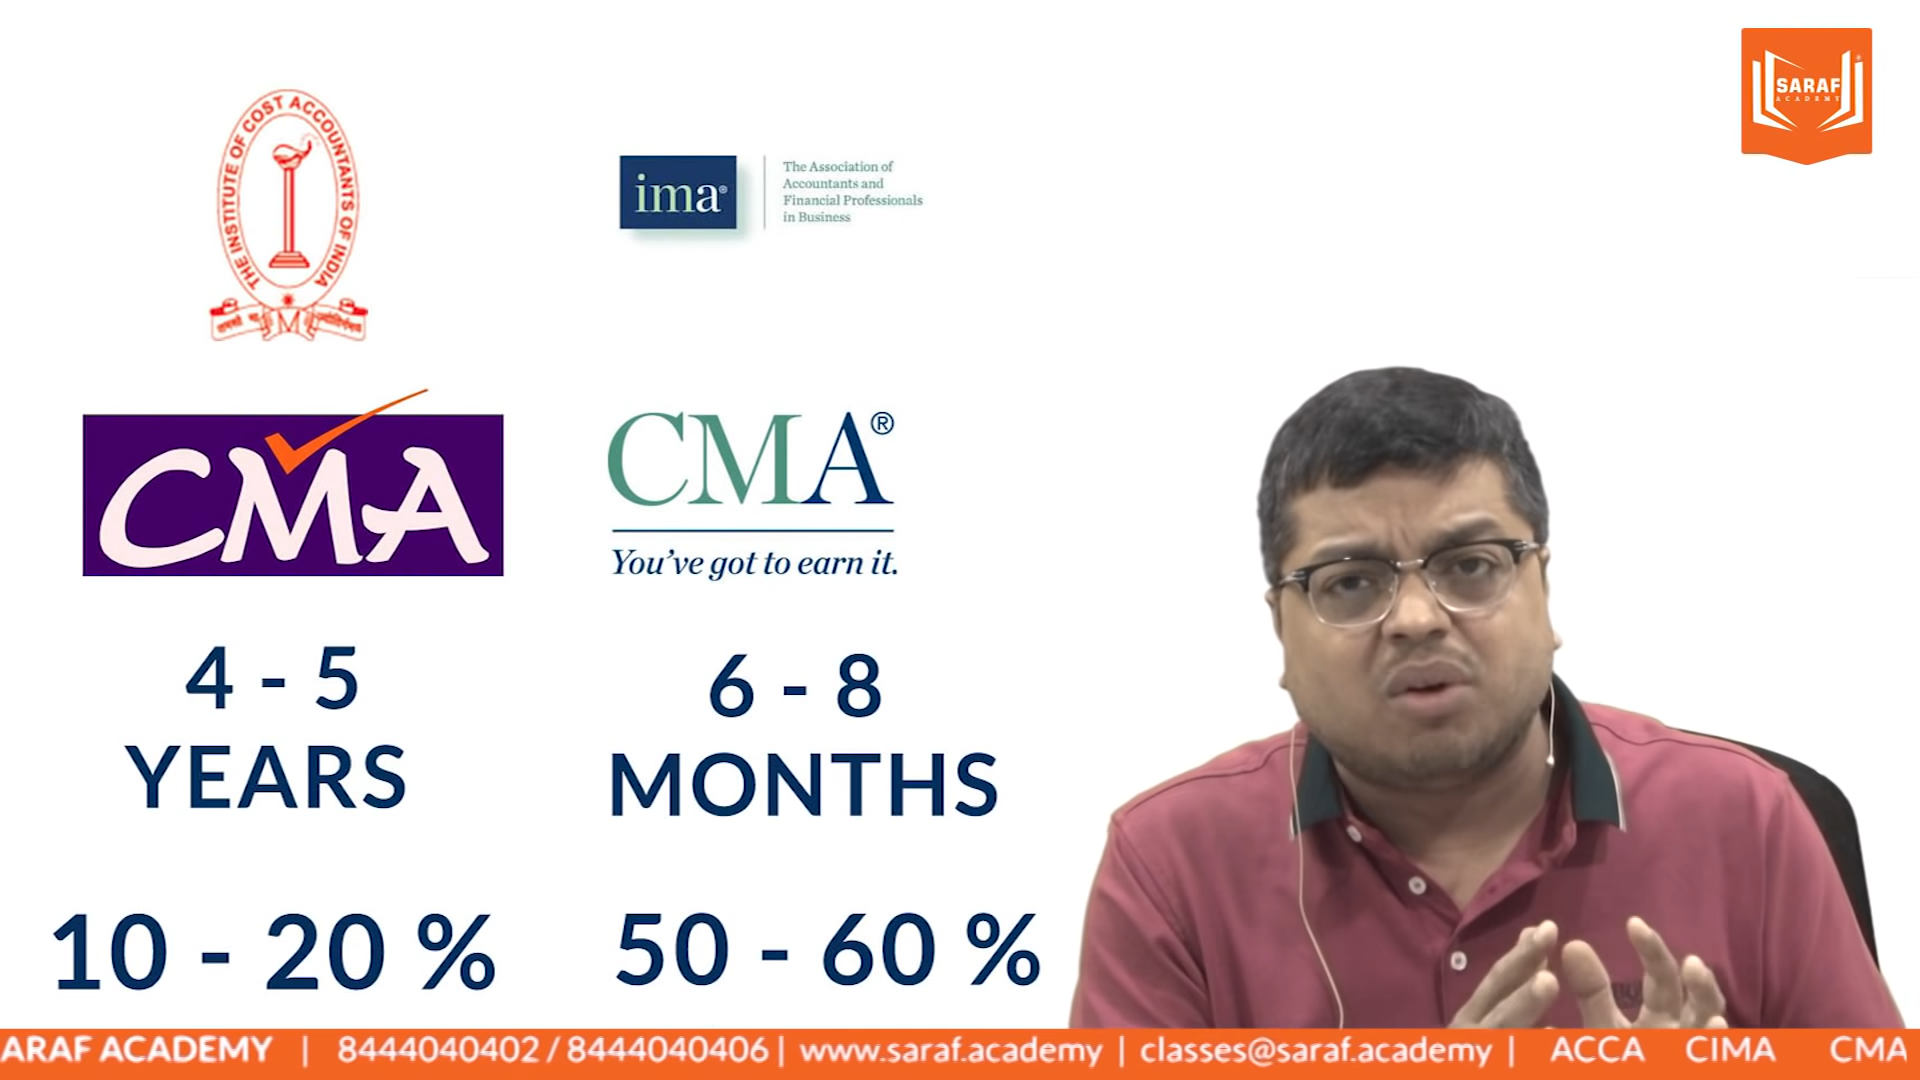 THE INSTITUTE OF COST ACCOUNTANTS OF INDIA
M
ima®
The Association of
Accountants and
Financial Professionals
in Business
SARAF
ACADEMY
CMA
CMA®
You've got to earn it.
4 - 5
YEARS
6 - 8
MONTHS
10 - 20 %
50 - 60 %
ARAF ACADEMY | 8444040402 / 8444040406 | www.saraf.academy | classes@saraf.academy | ACCA CIMA CMA